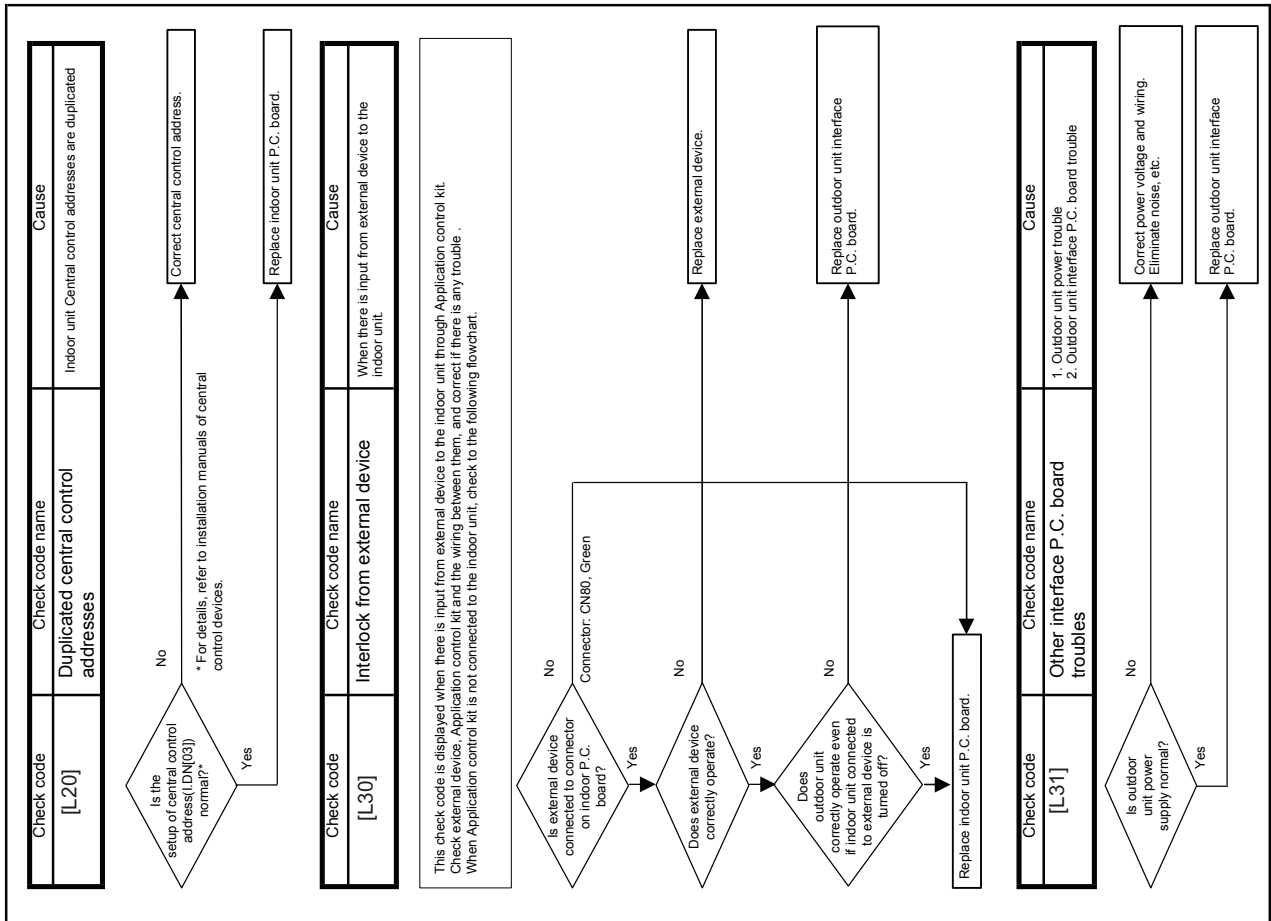 Check code
Check code name
Cause
[L20]
Duplicated central control
addresses
Indoor unit Central control addresses are duplicated
Is the
setup of central control
address(I.DN[03])
normal?*
No
* For details, refer to installation manuals of central
control devices.
Yes
Correct central control address.
Replace indoor unit P.C. board.
Check code
Check code name
Cause
[L30]
Interlock from external device
When there is input from external device to the
indoor unit.
This check code is displayed when there is input from external device to the indoor unit through Application control kit.
Check external device, Application control kit and the wiring between them, and correct if there is any trouble .
When Application control kit is not connected to the indoor unit, check to the following flowchart.
Is external device
connected to connector
on indoor P.C.
board?
No
Connector: CN80, Green
Yes
Does external device
correctly operate?
No
Replace external device.
Yes
Does
outdoor unit
correctly operate even
if indoor unit connected
to external device is
turned off?
No
Replace outdoor unit interface
P.C. board.
Yes
Replace indoor unit P.C. board.
Check code
Check code name
Cause
[L31]
Other interface P.C. board
troubles
1. Outdoor unit power trouble
2. Outdoor unit interface P.C. board trouble
Is outdoor
unit power
supply normal?
No
Correct power voltage and wiring.
Eliminate noise, etc.
Yes
Replace outdoor unit interface
P.C. board.